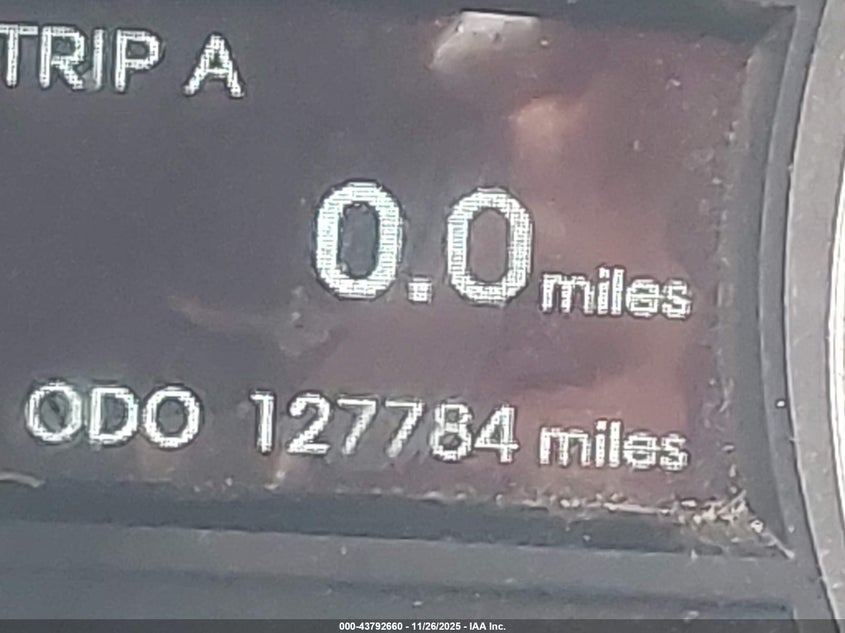 TRIP A
0.0 miles
ODO 127784 miles
000-43792660 - 11/26/2025 - IAA Inc.